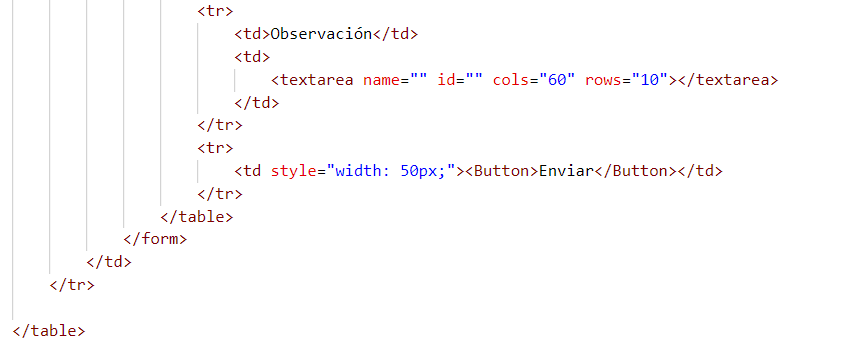 <tr>
<td>Observación</td>
<td>
<textarea name="" id="" cols="60" rows="10"></textarea>
</td>
</tr>
<tr>
<td style="width: 50px;"><Button>Enviar</Button></td>
</tr>
</table>
</form>
</td>
</tr>
</table>